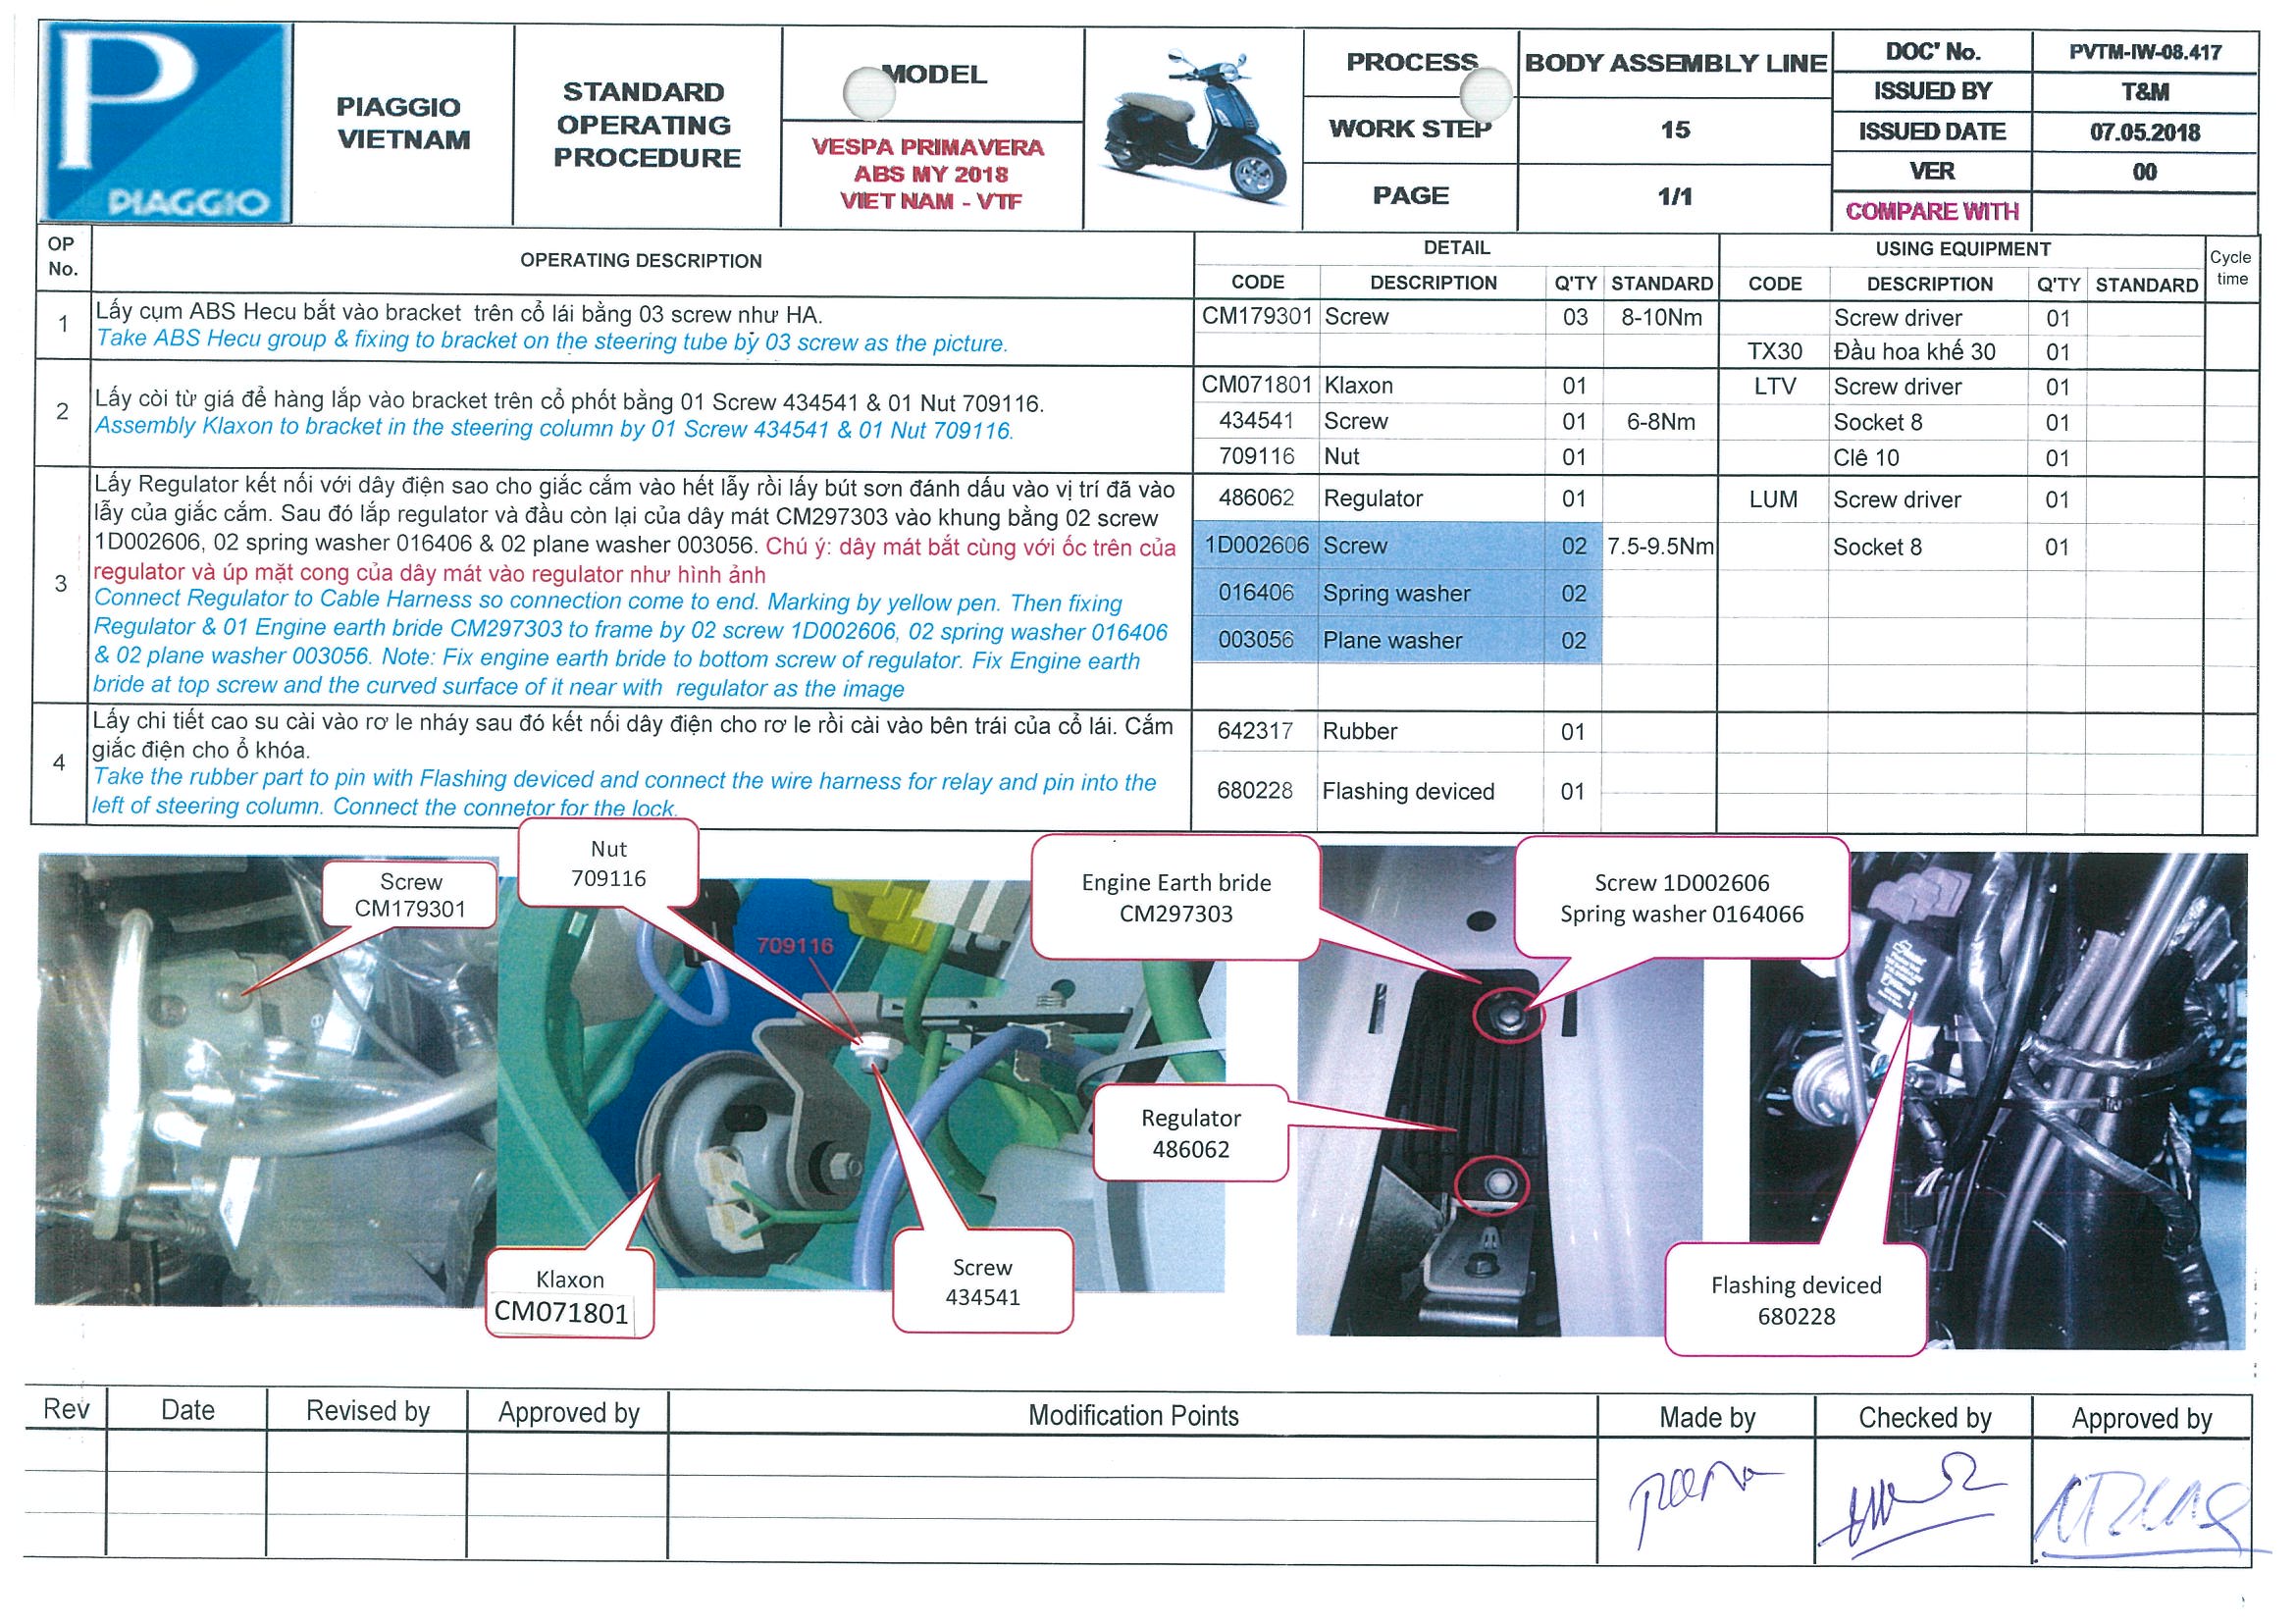 P
PIAGGIO
PIAGGIO
VIETNAM
STANDARD
OPERATING
PROCEDURE
MODEL
VESPA PRIMAVERA
ABS MY 2018
VIET NAM - VTF
PROCESS
BODY ASSEMBLY LINE
WORK STEP
15
PAGE
1/1
DOC' No.
PVTM-IW-08.417
ISSUED BY
T&M
ISSUED DATE
07.05.2018
VER
00
COMPARE WITH
OP
No.
OPERATING DESCRIPTION
DETAIL
USING EQUIPMENT
Cycle
time
CODE DESCRIPTION Q'TY STANDARD CODE DESCRIPTION Q'TY STANDARD
1
Lấy cụm ABS Hecu bắt vào bracket trên cổ lái bằng 03 screw như HA.
Take ABS Hecu group & fixing to bracket on the steering tube by 03 screw as the picture.
CM179301 Screw 03 8-10Nm Screw driver 01
TX30 Đầu hoa khế 30 01
2
Lấy còi từ giá để hàng lắp vào bracket trên cổ phốt bằng 01 Screw 434541 & 01 Nut 709116.
Assembly Klaxon to bracket in the steering column by 01 Screw 434541 & 01 Nut 709116.
CM071801 Klaxon 01 LTV Screw driver 01
434541 Screw 01 6-8Nm Socket 8 01
709116 Nut 01 Clê 10 01
3
Lấy Regulator kết nối với dây điện sao cho giắc cắm vào hết lẫy rồi lấy bút sơn đánh dấu vào vị trí đã vào
lẫy của giắc cắm. Sau đó lắp regulator và đầu còn lại của dây mát CM297303 vào khung bằng 02 screw
1D002606, 02 spring washer 016406 & 02 plane washer 003056. Chú ý: dây mát bắt cùng với ốc trên của
regulator và úp mặt cong của dây mát vào regulator như hình ảnh
Connect Regulator to Cable Harness so connection come to end. Marking by yellow pen. Then fixing
Regulator & 01 Engine earth bride CM297303 to frame by 02 screw 1D002606, 02 spring washer 016406
& 02 plane washer 003056. Note: Fix engine earth bride to bottom screw of regulator. Fix Engine earth
bride at top screw and the curved surface of it near with regulator as the image
486062 Regulator 01 LUM Screw driver 01
1D002606 Screw 02 7.5-9.5Nm Socket 8 01
016406 Spring washer 02
003056 Plane washer 02
4
Lấy chi tiết cao su cài vào rơ le nháy sau đó kết nối dây điện cho rơ le rồi cài vào bên trái của cổ lái. Cắm
giắc điện cho ổ khóa.
Take the rubber part to pin with Flashing deviced and connect the wire harness for relay and pin into the
left of steering column. Connect the connetor for the lock.
642317 Rubber 01
680228 Flashing deviced 01
Screw
CM179301
Nut
709116
709116
Klaxon
CM071801
Screw
434541
Engine Earth bride
CM297303
Screw 1D002606
Spring washer 0164066
Regulator
486062
Flashing deviced
680228
Rev Date Revised by Approved by Modification Points Made by Checked by Approved by